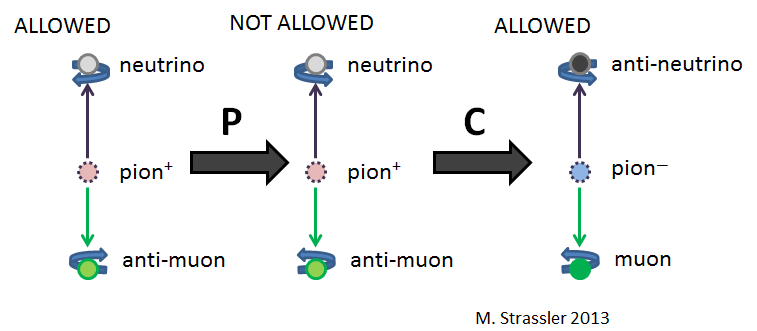 ALLOWED
NOT ALLOWED
ALLOWED
neutrino
neutrino
anti-neutrino
P
C
pion⁺
pion⁺
pion⁻
anti-muon
anti-muon
muon
M. Strassler 2013